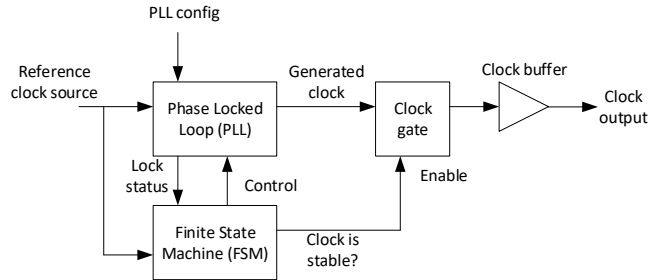 PLL config
Reference
clock source
Phase Locked
Loop (PLL)
Generated
clock
Clock
gate
Clock buffer
Clock
output
Lock
status
Control
Enable
Finite State
Machine (FSM)
Clock is
stable?